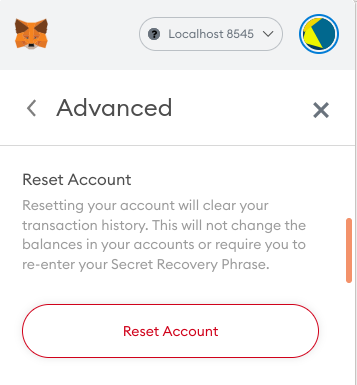 Localhost 8545
Advanced
Reset Account
Resetting your account will clear your
transaction history. This will not change the
balances in your accounts or require you to
re-enter your Secret Recovery Phrase.
Reset Account